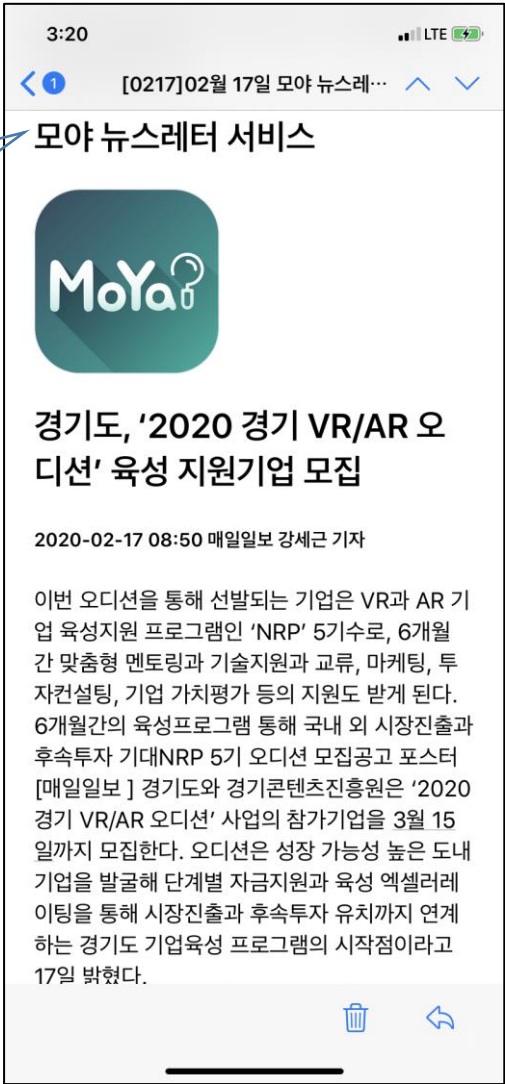 3:20
LTE
1
[0217]02월 17일 모야 뉴스레…
모야 뉴스레터 서비스
MoYa?
경기도, ‘2020 경기 VR/AR 오
디션’ 육성 지원기업 모집
2020-02-17 08:50 매일일보 강세근 기자
이번 오디션을 통해 선발되는 기업은 VR과 AR 기
업 육성지원 프로그램인 ‘NRP’ 5기수로, 6개월
간 맞춤형 멘토링과 기술지원과 교류, 마케팅, 투
자컨설팅, 기업 가치평가 등의 지원도 받게 된다.
6개월간의 육성프로그램 통해 국내 외 시장진출과
후속투자 기대NRP 5기 오디션 모집공고 포스터
[매일일보 ] 경기도와 경기콘텐츠진흥원은 ‘2020
경기 VR/AR 오디션’ 사업의 참가기업을 3월 15
일까지 모집한다. 오디션은 성장 가능성 높은 도내
기업을 발굴해 단계별 자금지원과 육성 엑셀러레
이팅을 통해 시장진출과 후속투자 유치까지 연계
하는 경기도 기업육성 프로그램의 시작점이라고
17일 밝혔다.